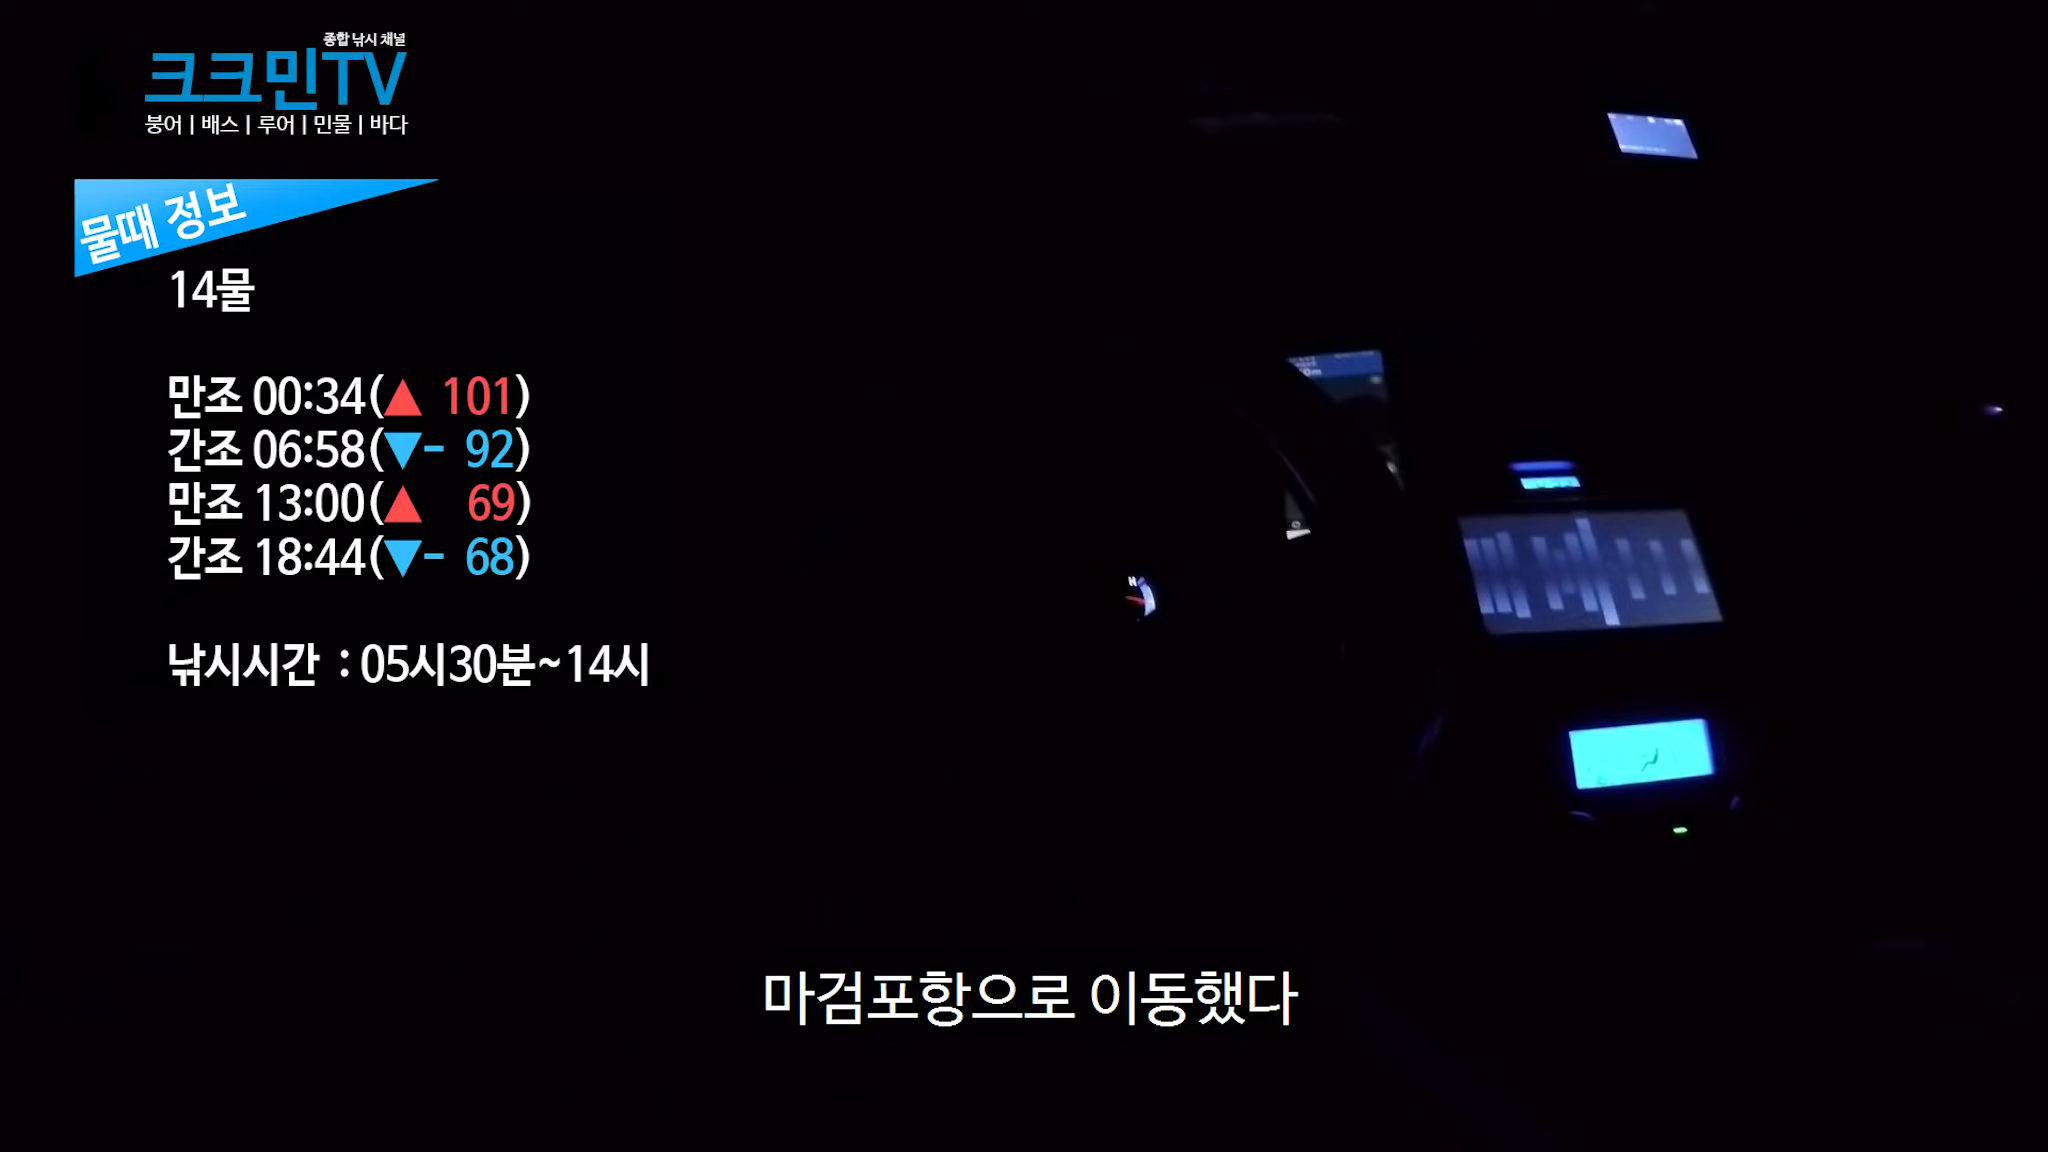 종합 낚시 채널
크크민TV
붕어 | 배스 | 루어 | 민물 | 바다
물때 정보
14물
만조 00:34(▲ 101)
간조 06:58(▼- 92)
만조 13:00(▲ 69)
간조 18:44(▼- 68)
낚시시간 : 05시30분~14시
마검포항으로 이동했다